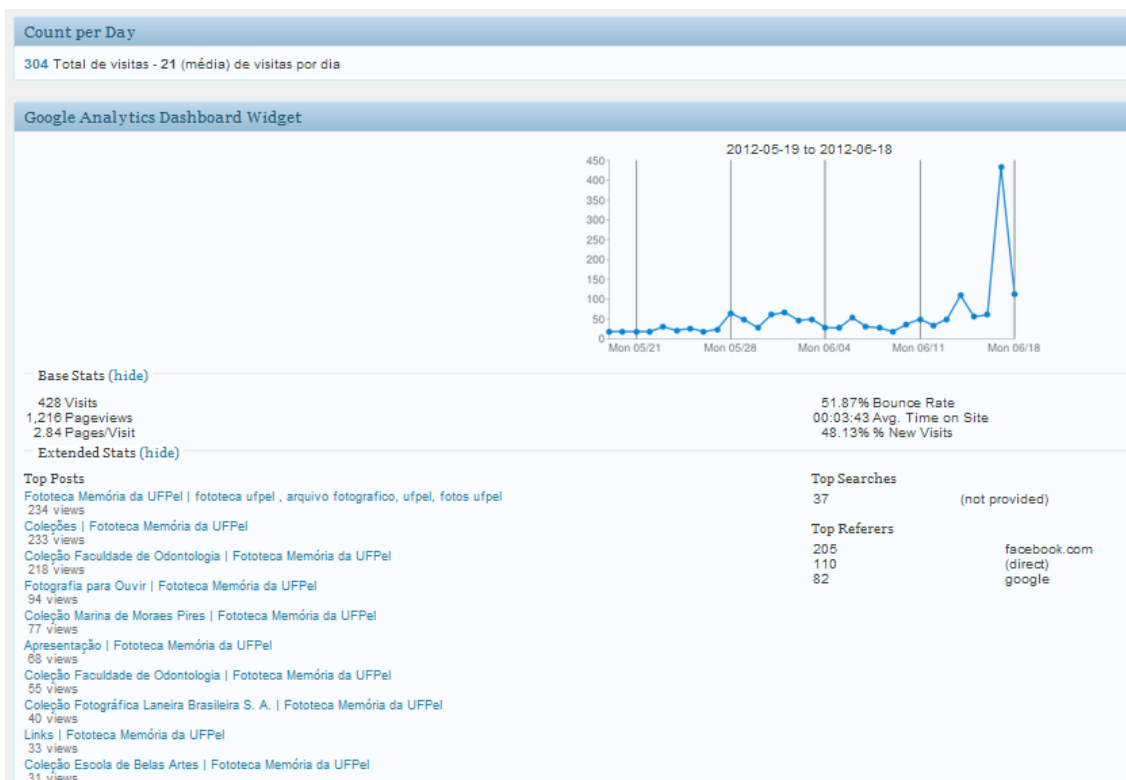 Count per Day
304 Total de visitas - 21 (média) de visitas por dia
Google Analytics Dashboard Widget
2012-05-19 to 2012-06-18
450
400
350
300
250
200
150
100
50
0
Mon 05/21 Mon 05/28 Mon 06/04 Mon 06/11 Mon 06/18
Base Stats (hide)
428 Visits
1,216 Pageviews
2.84 Pages/Visit
51.87% Bounce Rate
00:03:43 Avg. Time on Site
48.13% % New Visits
Extended Stats (hide)
Top Posts
Fototeca Memória da UFPel | fototeca ufpel , arquivo fotografico, ufpel, fotos ufpel
234 views
Coleções | Fototeca Memória da UFPel
233 views
Coleção Faculdade de Odontologia | Fototeca Memória da UFPel
218 views
Fotografia para Ouvir | Fototeca Memória da UFPel
94 views
Coleção Marina de Moraes Pires | Fototeca Memória da UFPel
77 views
Apresentação | Fototeca Memória da UFPel
68 views
Coleção Faculdade de Odontologia | Fototeca Memória da UFPel
55 views
Coleção Fotográfica Laneira Brasileira S. A. | Fototeca Memória da UFPel
40 views
Links | Fototeca Memória da UFPel
33 views
Coleção Escola de Belas Artes | Fototeca Memória da UFPel
31 views
Top Searches
37 (not provided)
Top Referers
205 facebook.com
110 (direct)
82 google